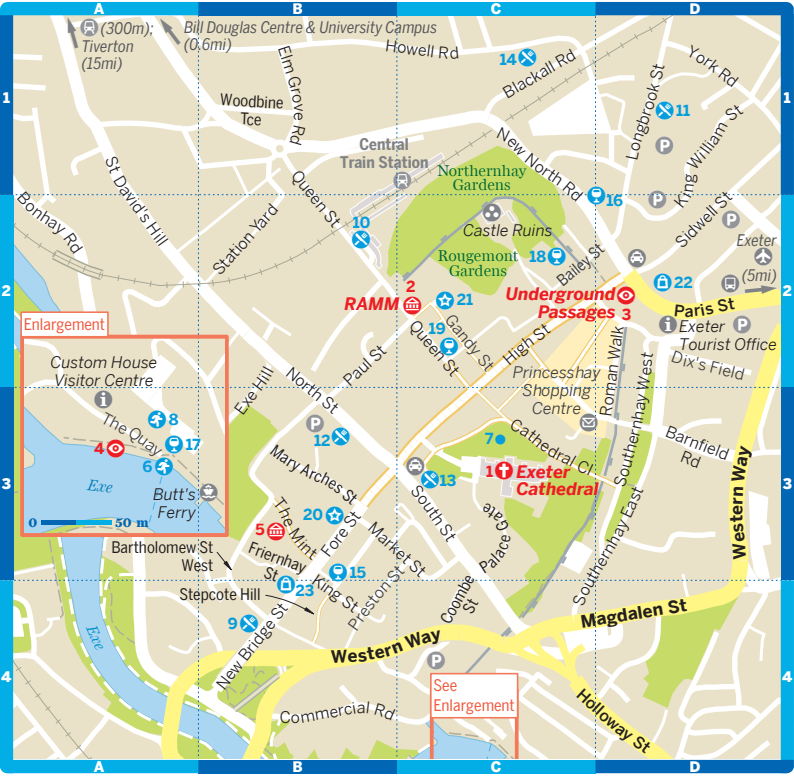 A
B
C
D
(300m);
Tiverton
(15mi)
Bill Douglas Centre & University Campus
(0.6mi)
Howell Rd
14
Blackall Rd
York Rd
Elm Grove Rd
Longbrook St
1
1
11
Woodbine
Tce
King William St
P
Central
Train Station
New North Rd
Northernhay
Gardens
St David's Hill
Queen St
16
P
Bonhay Rd
Station Yard
10
Castle Ruins
Sidwell St
P
Rougemont
Gardens
18
Bailey St
Exeter
(5mi)
22
2
2
2
RAMM
21
Underground
Passages
3
Paris St
Enlargement
19
Gandy St
High St
Exeter
Tourist Office
P
Queen St
Roman Walk
Custom House
Visitor Centre
Paul St
Princesshay
Shopping
Centre
Dix's Field
Exe Hill
North St
Southernhay West
8
The Quay
P
12
7
Cathedral Cl
Barnfield
Rd
17
4
6
Mary Arches St
1
Exeter
Cathedral
13
3
3
Exe
Butt's
Ferry
South St
Western Way
0
50 m
The Mint
20
Fore St
Palace Gate
Southernhay East
5
Market St
Bartholomew St
West
Friernhay
St
15
Stepcote Hill
23
King St
Preston St
Coombe
St
Exe
9
New Bridge St
Magdalen St
Western Way
P
4
4
See
Enlargement
Commercial Rd
Holloway St
A
B
C
D